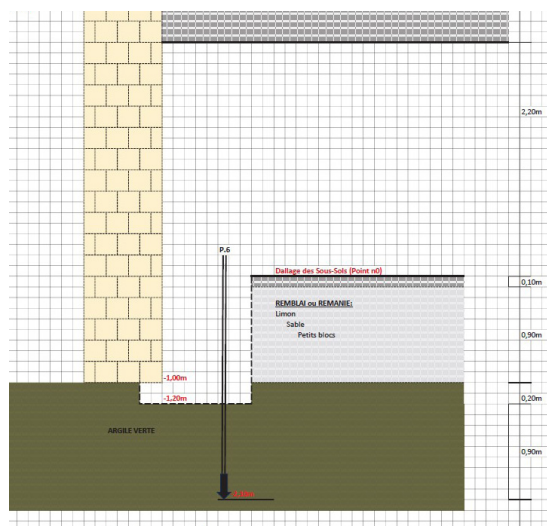 2,20m
P.6
Dallage des Sous-Sols (Point n0)
0,10m
REMBLAI ou REMANIE:
Limon
Sable
Petits blocs
0,90m
-1,00m
-1,20m
0,20m
ARGILE VERTE
0,90m